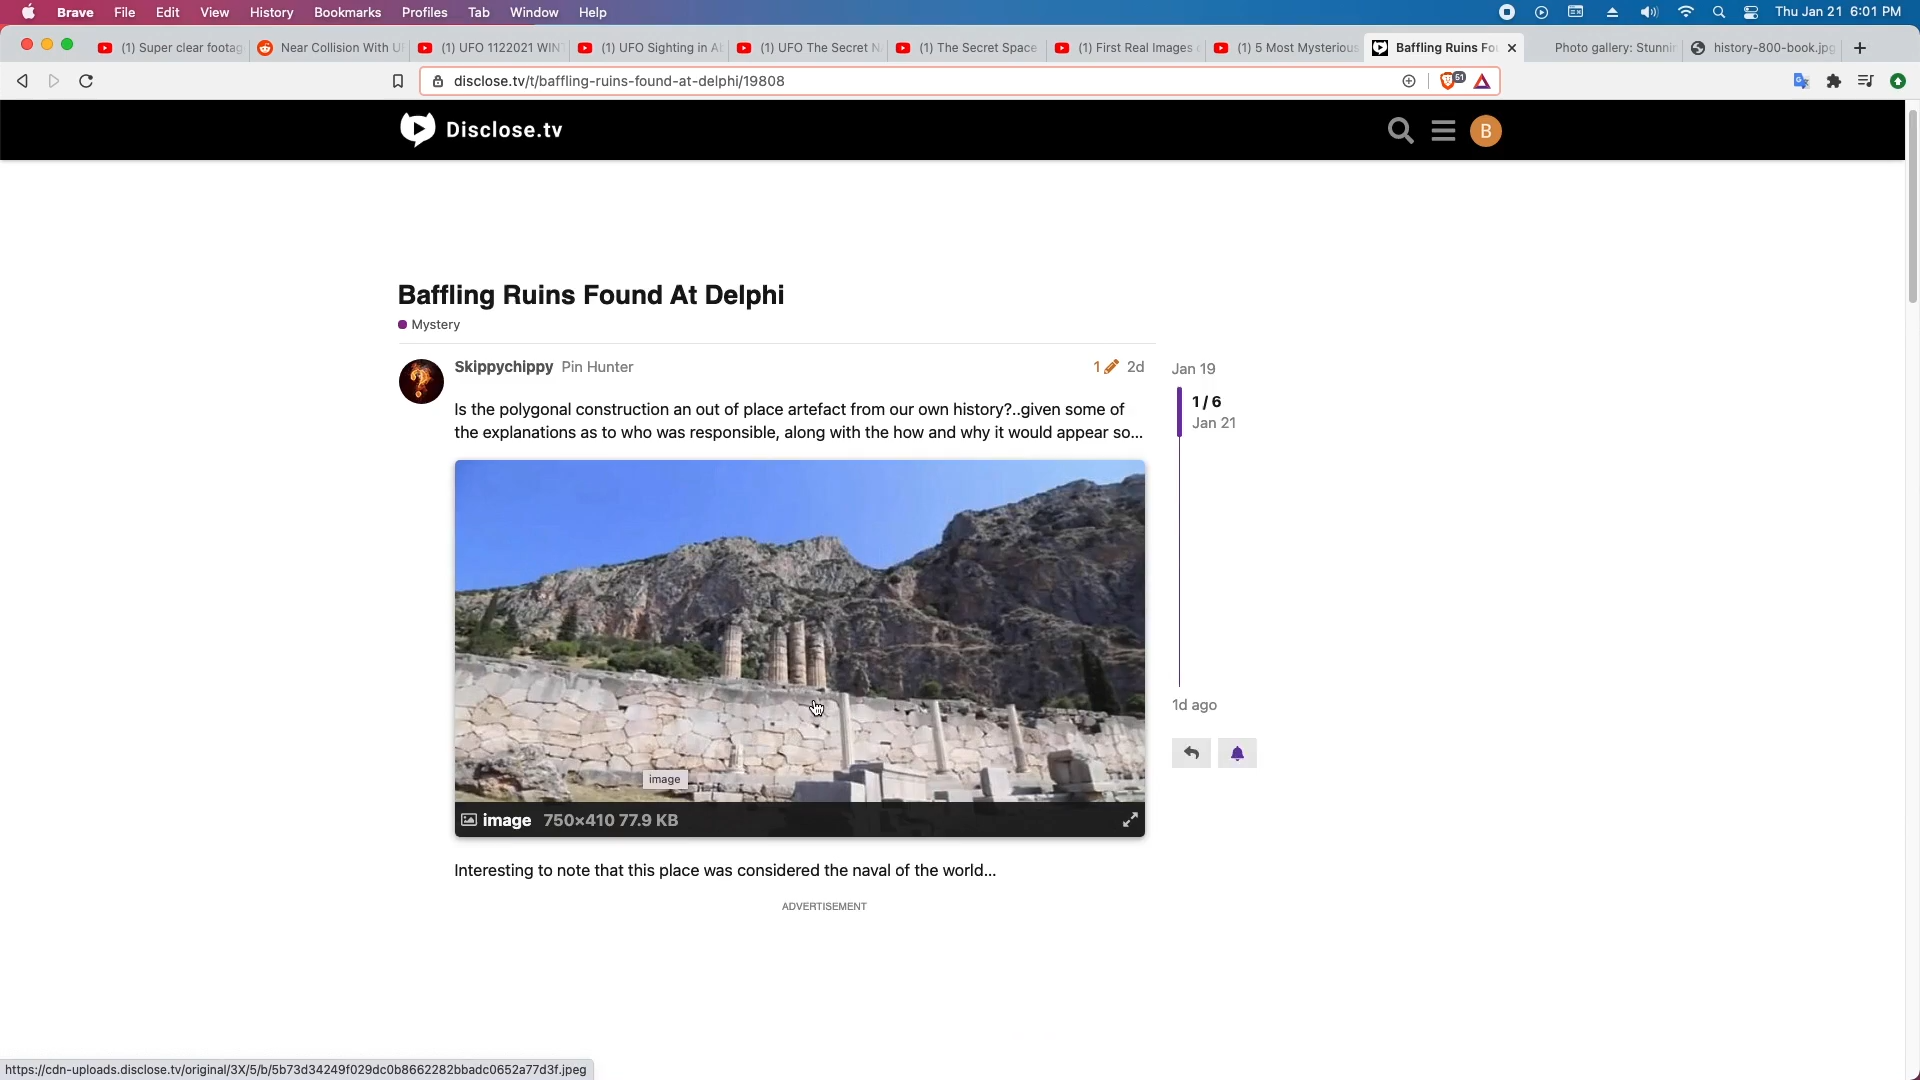 Brave File Edit View History Bookmarks Profiles Tab Window Help Thu Jan 21 6:01 PM
(1) Super clear footag Near Collision With U (1) UFO 1122021 WIN (1) UFO Sighting in AL (1) UFO The Secret N (1) The Secret Space (1) First Real Images (1) 5 Most Mysterious Baffling Ruins Fo Photo gallery: Stunnin history-800-book.jpg
disclose.tv/t/baffling-ruins-found-at-delphi/19808 51
Disclose.tv B
Baffling Ruins Found At Delphi
Mystery
Skippychippy Pin Hunter 1 2d
Jan 19
1 / 6
Jan 21
Is the polygonal construction an out of place artefact from our own history?..given some of
the explanations as to who was responsible, along with the how and why it would appear so...
1d ago
image
image 750×410 77.9 KB
Interesting to note that this place was considered the naval of the world...
ADVERTISEMENT
https://cdn-uploads.disclose.tv/original/3X/5/b/5b73d34249f029dc0b8662282bbadc0652a77d3f.jpeg